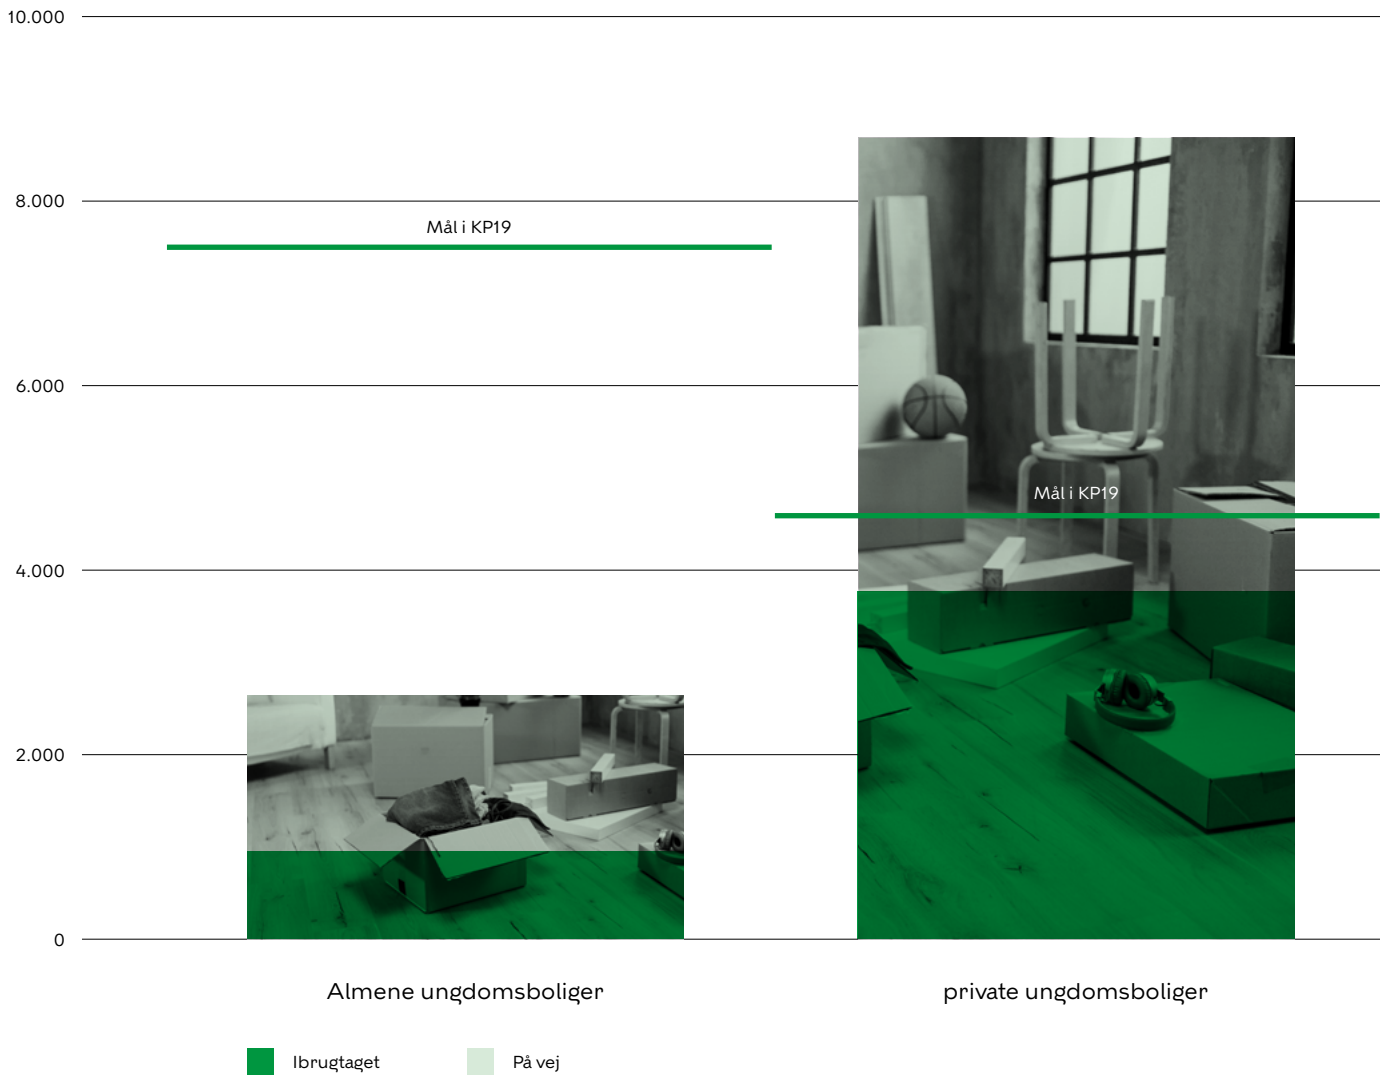 10.000
8.000
Mål i KP19
6.000
Mål i KP19
4.000
2.000
0
Almene ungdomsboliger
private ungdomsboliger
Ibrugtaget
På vej